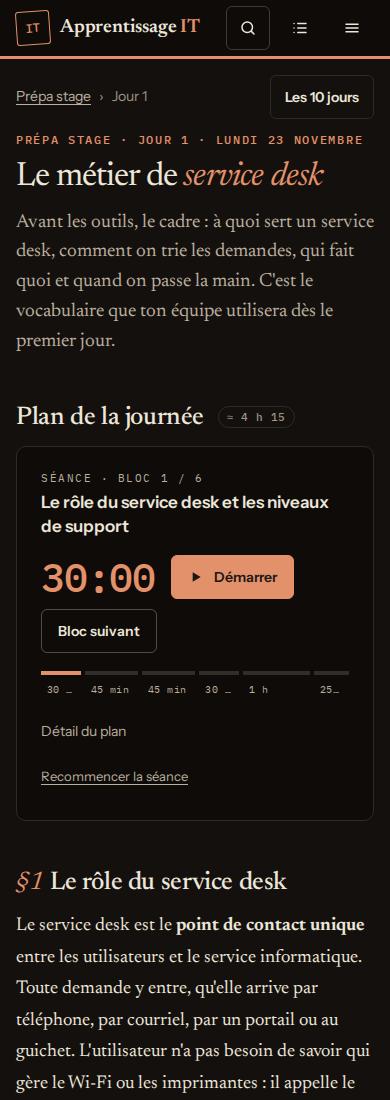 IT
Apprentissage IT
Prépa stage › Jour 1
Les 10 jours
PRÉPA STAGE · JOUR 1 · LUNDI 23 NOVEMBRE
Le métier de service desk
Avant les outils, le cadre : à quoi sert un service
desk, comment on trie les demandes, qui fait
quoi et quand on passe la main. C'est le
vocabulaire que ton équipe utilisera dès le
premier jour.
Plan de la journée
≈ 4 h 15
SÉANCE · BLOC 1 / 6
Le rôle du service desk et les niveaux
de support
30:00
Démarrer
Bloc suivant
30 … 45 min 45 min 30 … 1 h 25…
Détail du plan
Recommencer la séance
§1 Le rôle du service desk
Le service desk est le point de contact unique
entre les utilisateurs et le service informatique.
Toute demande y entre, qu'elle arrive par
téléphone, par courriel, par un portail ou au
guichet. L'utilisateur n'a pas besoin de savoir qui
gère le Wi-Fi ou les imprimantes : il appelle le